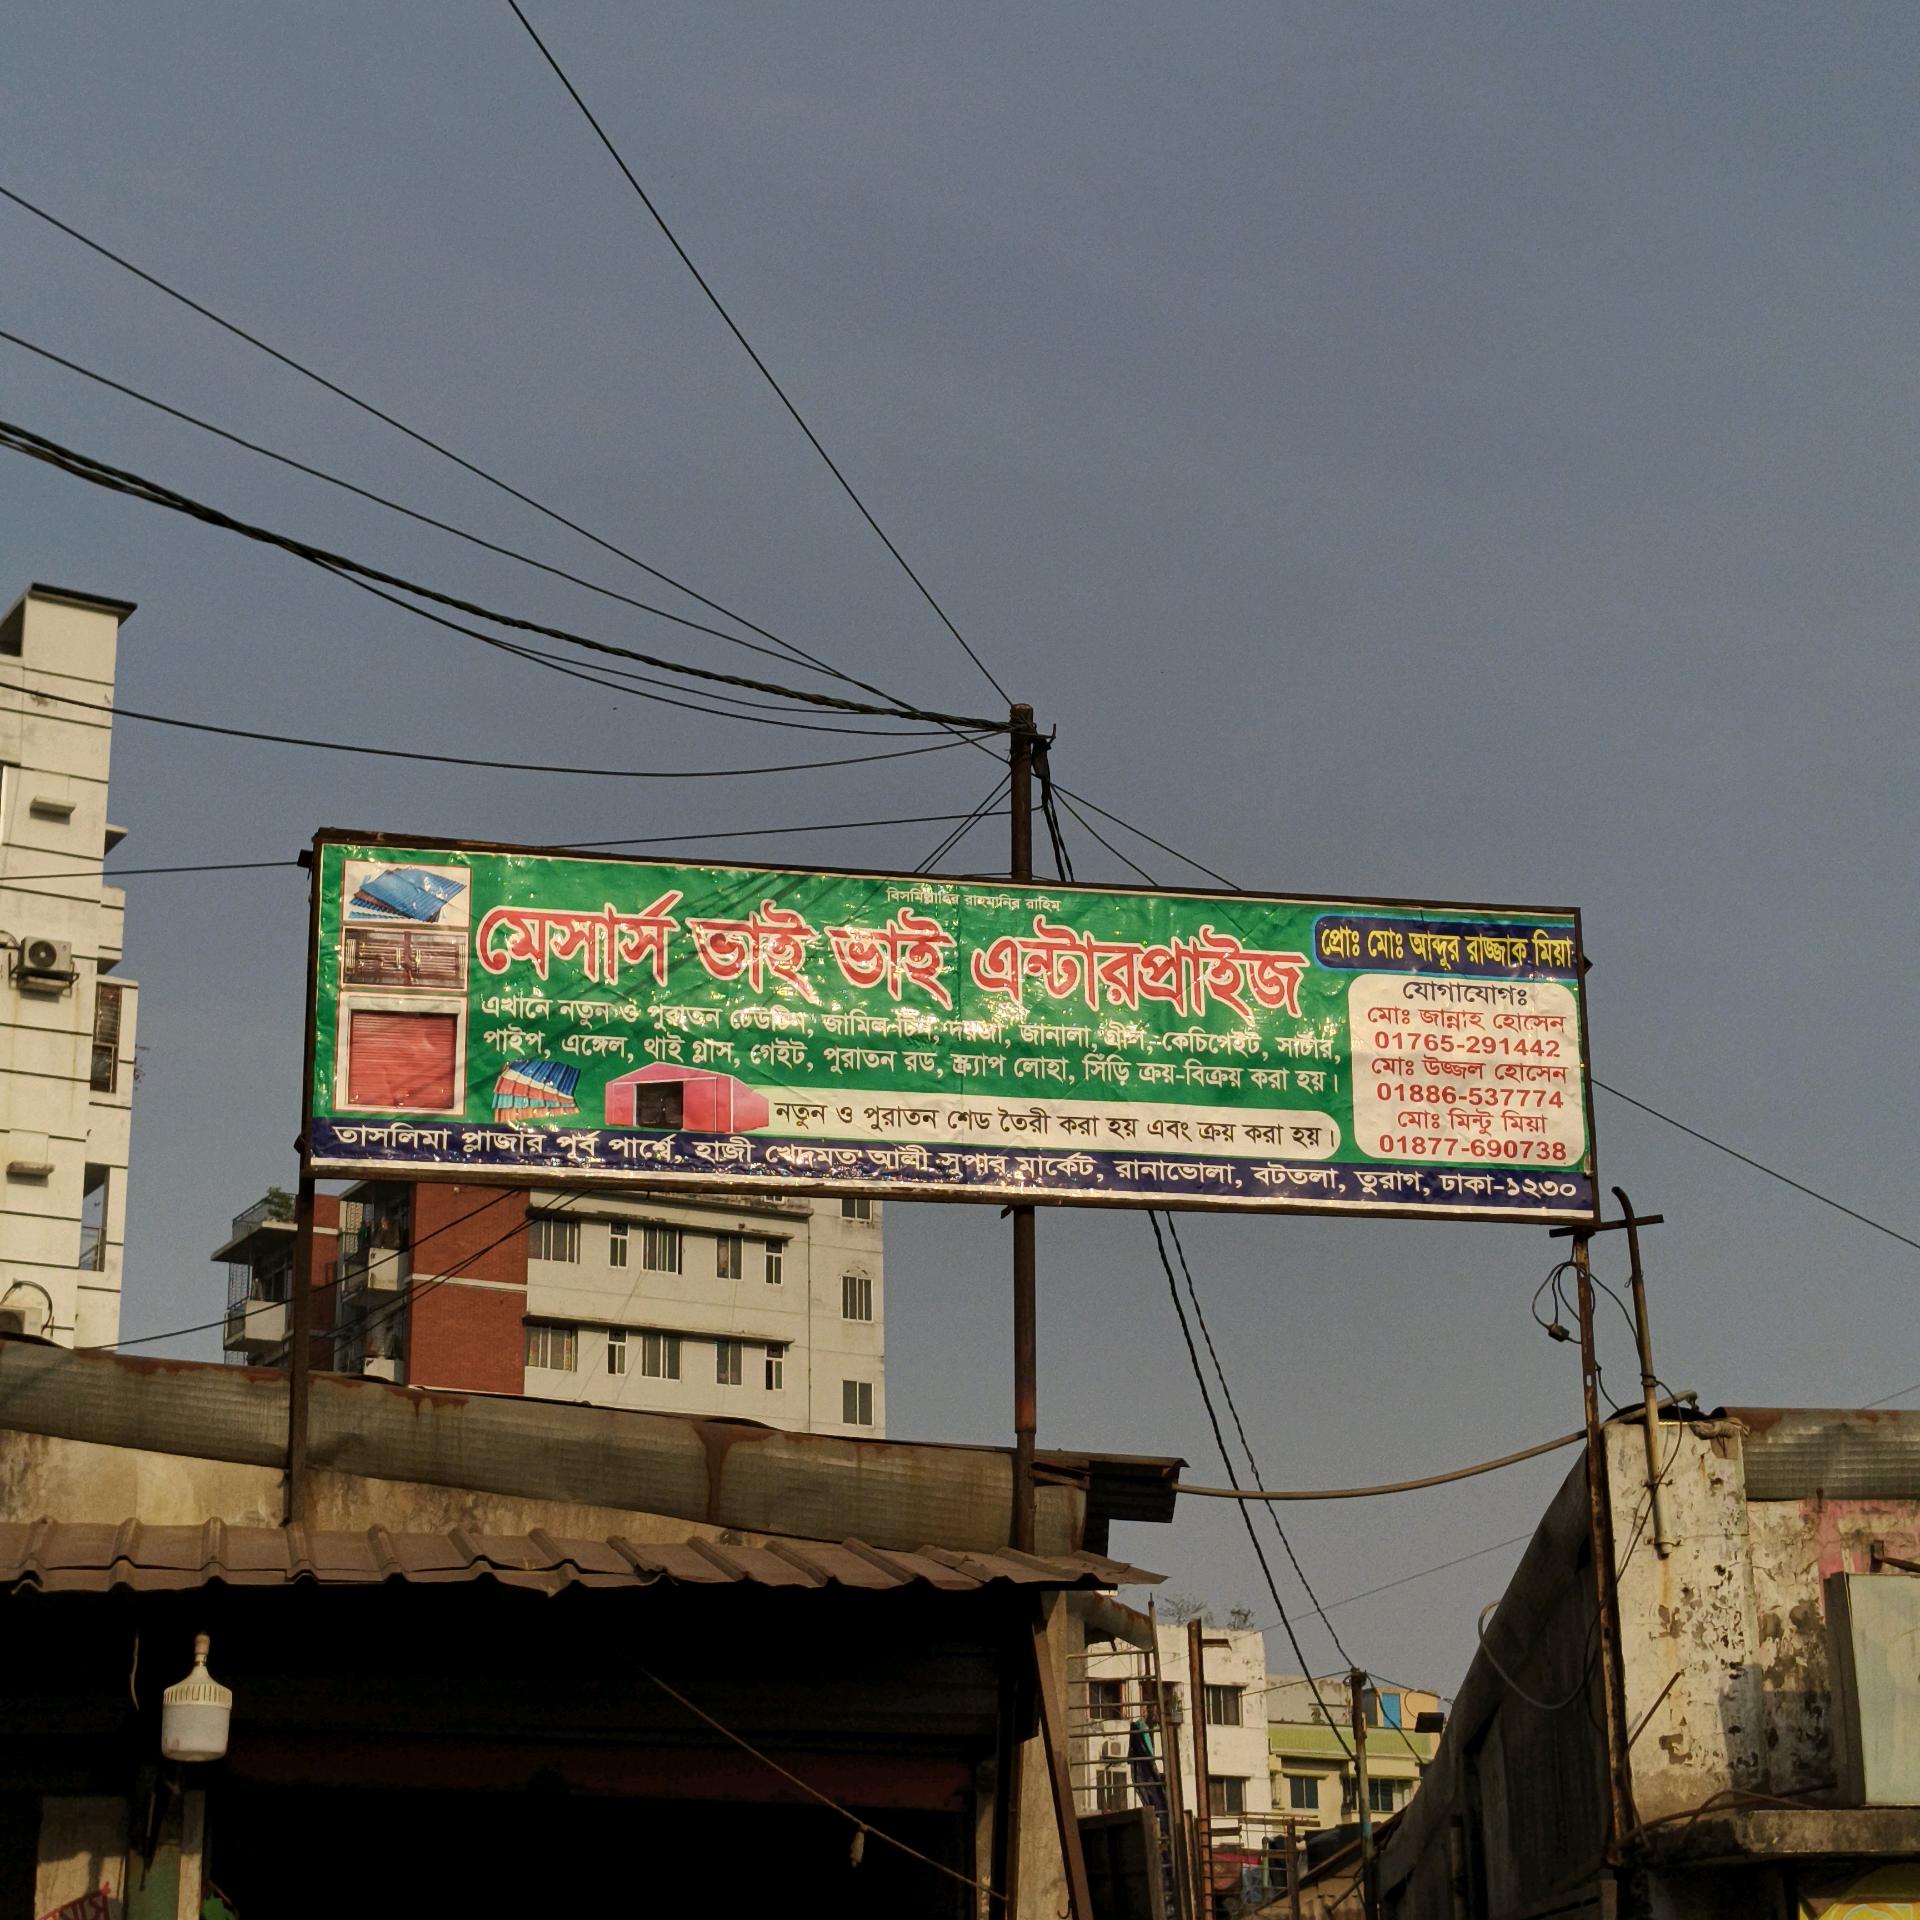 বিসমিল্লাহির রাহমানির রাহিম
মেসার্স ভাই ভাই এন্টারপ্রাইজ
এখানে নতুন ও পুরাতন ঢেউটিন, জামিল টিন, দরজা, জানালা, গ্রীল, কেচিগেইট, সাটার,
পাইপ, এঙ্গেল, থাই গ্লাস, গেইট, পুরাতন রড, স্ক্র্যাপ লোহা, সিঁড়ি ক্রয়-বিক্রয় করা হয়।
নতুন ও পুরাতন শেড তৈরী করা হয় এবং ক্রয় করা হয়।
প্রোঃ মোঃ আব্দুর রাজ্জাক মিয়া
যোগাযোগঃ
মোঃ জান্নাহ হোসেন
01765-291442
মোঃ উজ্জল হোসেন
01886-537774
মোঃ মিন্টু মিয়া
01877-690738
তাসলিমা প্লাজার পূর্ব পার্শ্বে, হাজী খেদমত আলী সুপার মার্কেট, রানাভোলা, বটতলা, তুরাগ, ঢাকা-১২৩০